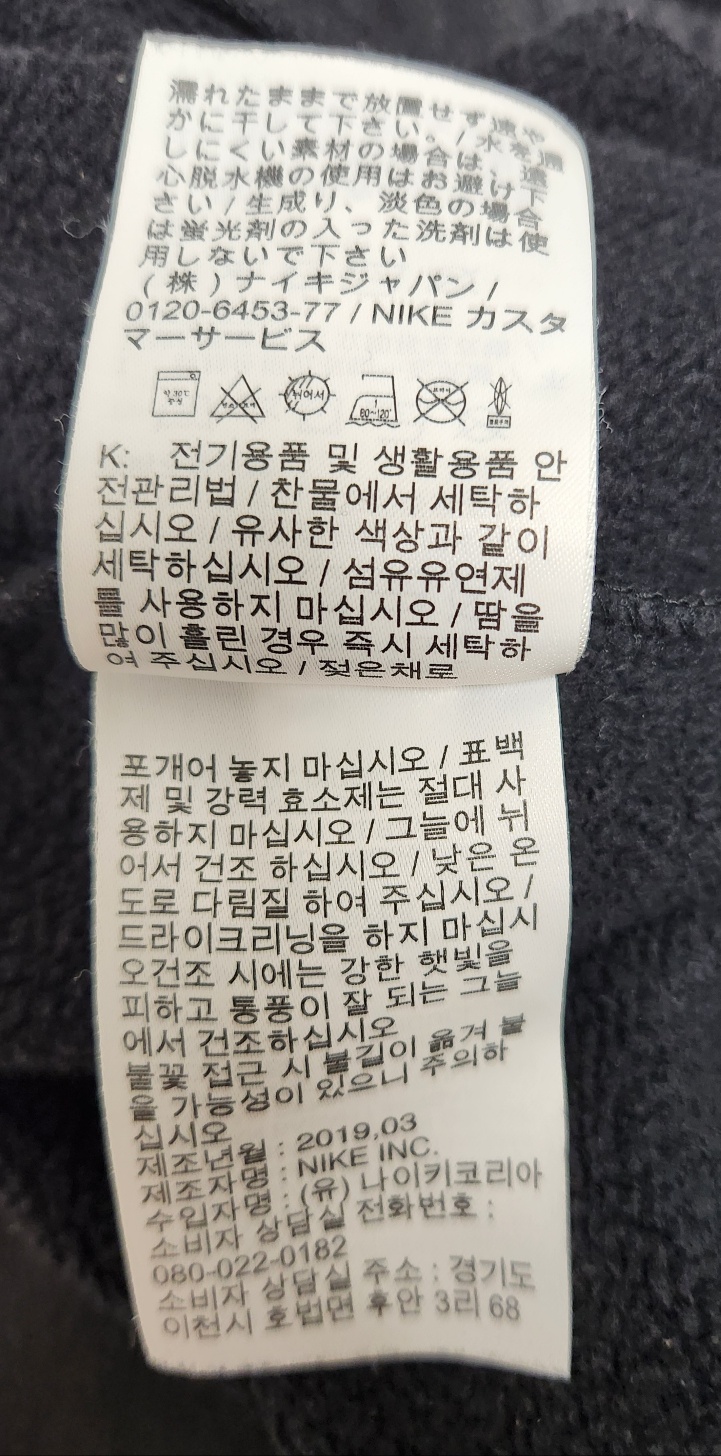 濡れたままで放置せず速や
かに干して下さい。/ 水を通
しにくい素材の場合は、遠
心脱水機の使用はお避け下
さい / 生成り、淡色の場合
は蛍光剤の入った洗剤は使
用しないで下さい
(株)ナイキジャパン /
0120-6453-77 / NIKE カスタ
マーサービス
약 30℃ 중성 뉘어서 1 80~120°
K: 전기용품 및 생활용품 안
전관리법 / 찬물에서 세탁하
십시오 / 유사한 색상과 같이
세탁하십시오 / 섬유유연제
를 사용하지 마십시오 / 땀을
많이 흘린 경우 즉시 세탁하
여 주십시오 / 젖은채로
포개어 놓지 마십시오 / 표백
제 및 강력 효소제는 절대 사
용하지 마십시오 / 그늘에 뉘
어서 건조 하십시오 / 낮은 온
도로 다림질 하여 주십시오 /
드라이크리닝을 하지 마십시
오건조 시에는 강한 햇빛을
피하고 통풍이 잘 되는 그늘
에서 건조하십시오
불꽃 접근 시 불길이 옮겨 붙
을 가능성이 있으니 주의하
십시오
제조년월 : 2019.03
제조자명 : NIKE INC.
수입자명 : (유) 나이키코리아
소비자 상담실 전화번호 :
080-022-0182
소비자 상담실 주소 : 경기도
이천시 호법면 후안 3리 68